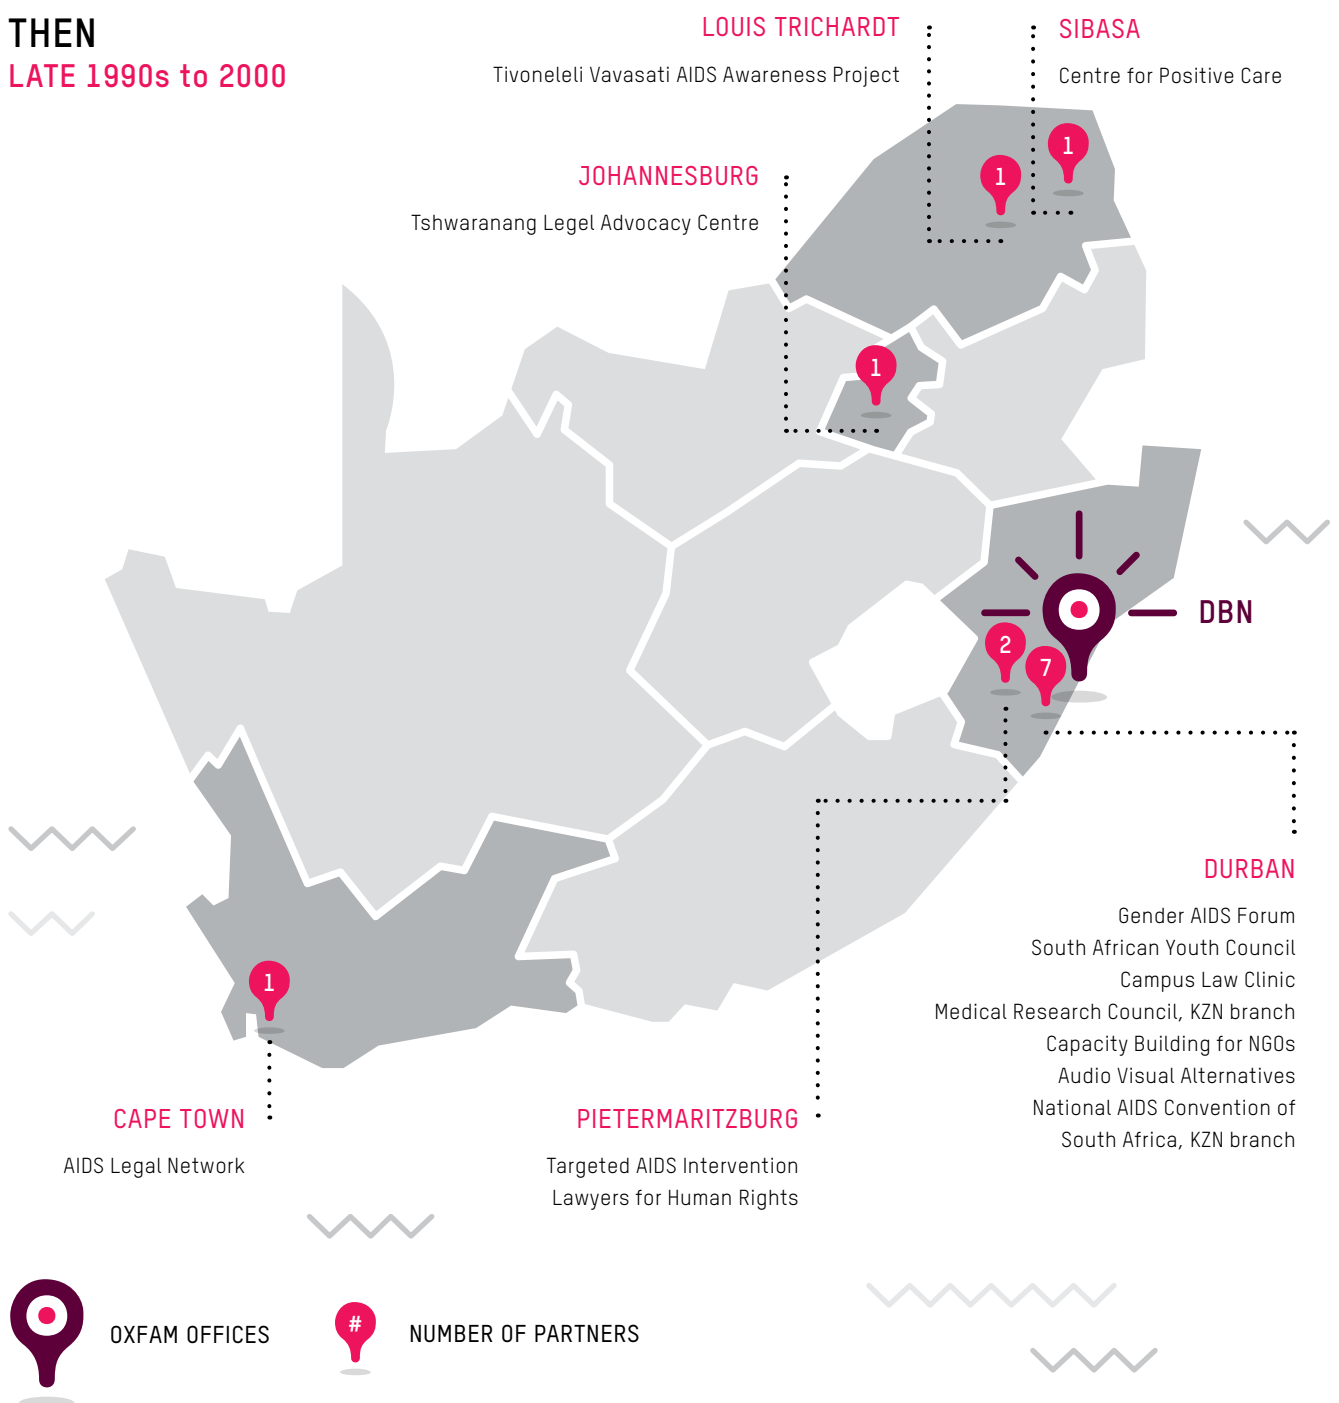 THEN
LATE 1990s to 2000
LOUIS TRICHARDT
Tivoneleli Vavasati AIDS Awareness Project
SIBASA
Centre for Positive Care
JOHANNESBURG
Tshwaranang Legel Advocacy Centre
1
1
1
DBN
2
7
1
DURBAN
Gender AIDS Forum
South African Youth Council
Campus Law Clinic
Medical Research Council, KZN branch
Capacity Building for NGOs
Audio Visual Alternatives
National AIDS Convention of
South Africa, KZN branch
CAPE TOWN
AIDS Legal Network
PIETERMARITZBURG
Targeted AIDS Intervention
Lawyers for Human Rights
OXFAM OFFICES
#
NUMBER OF PARTNERS